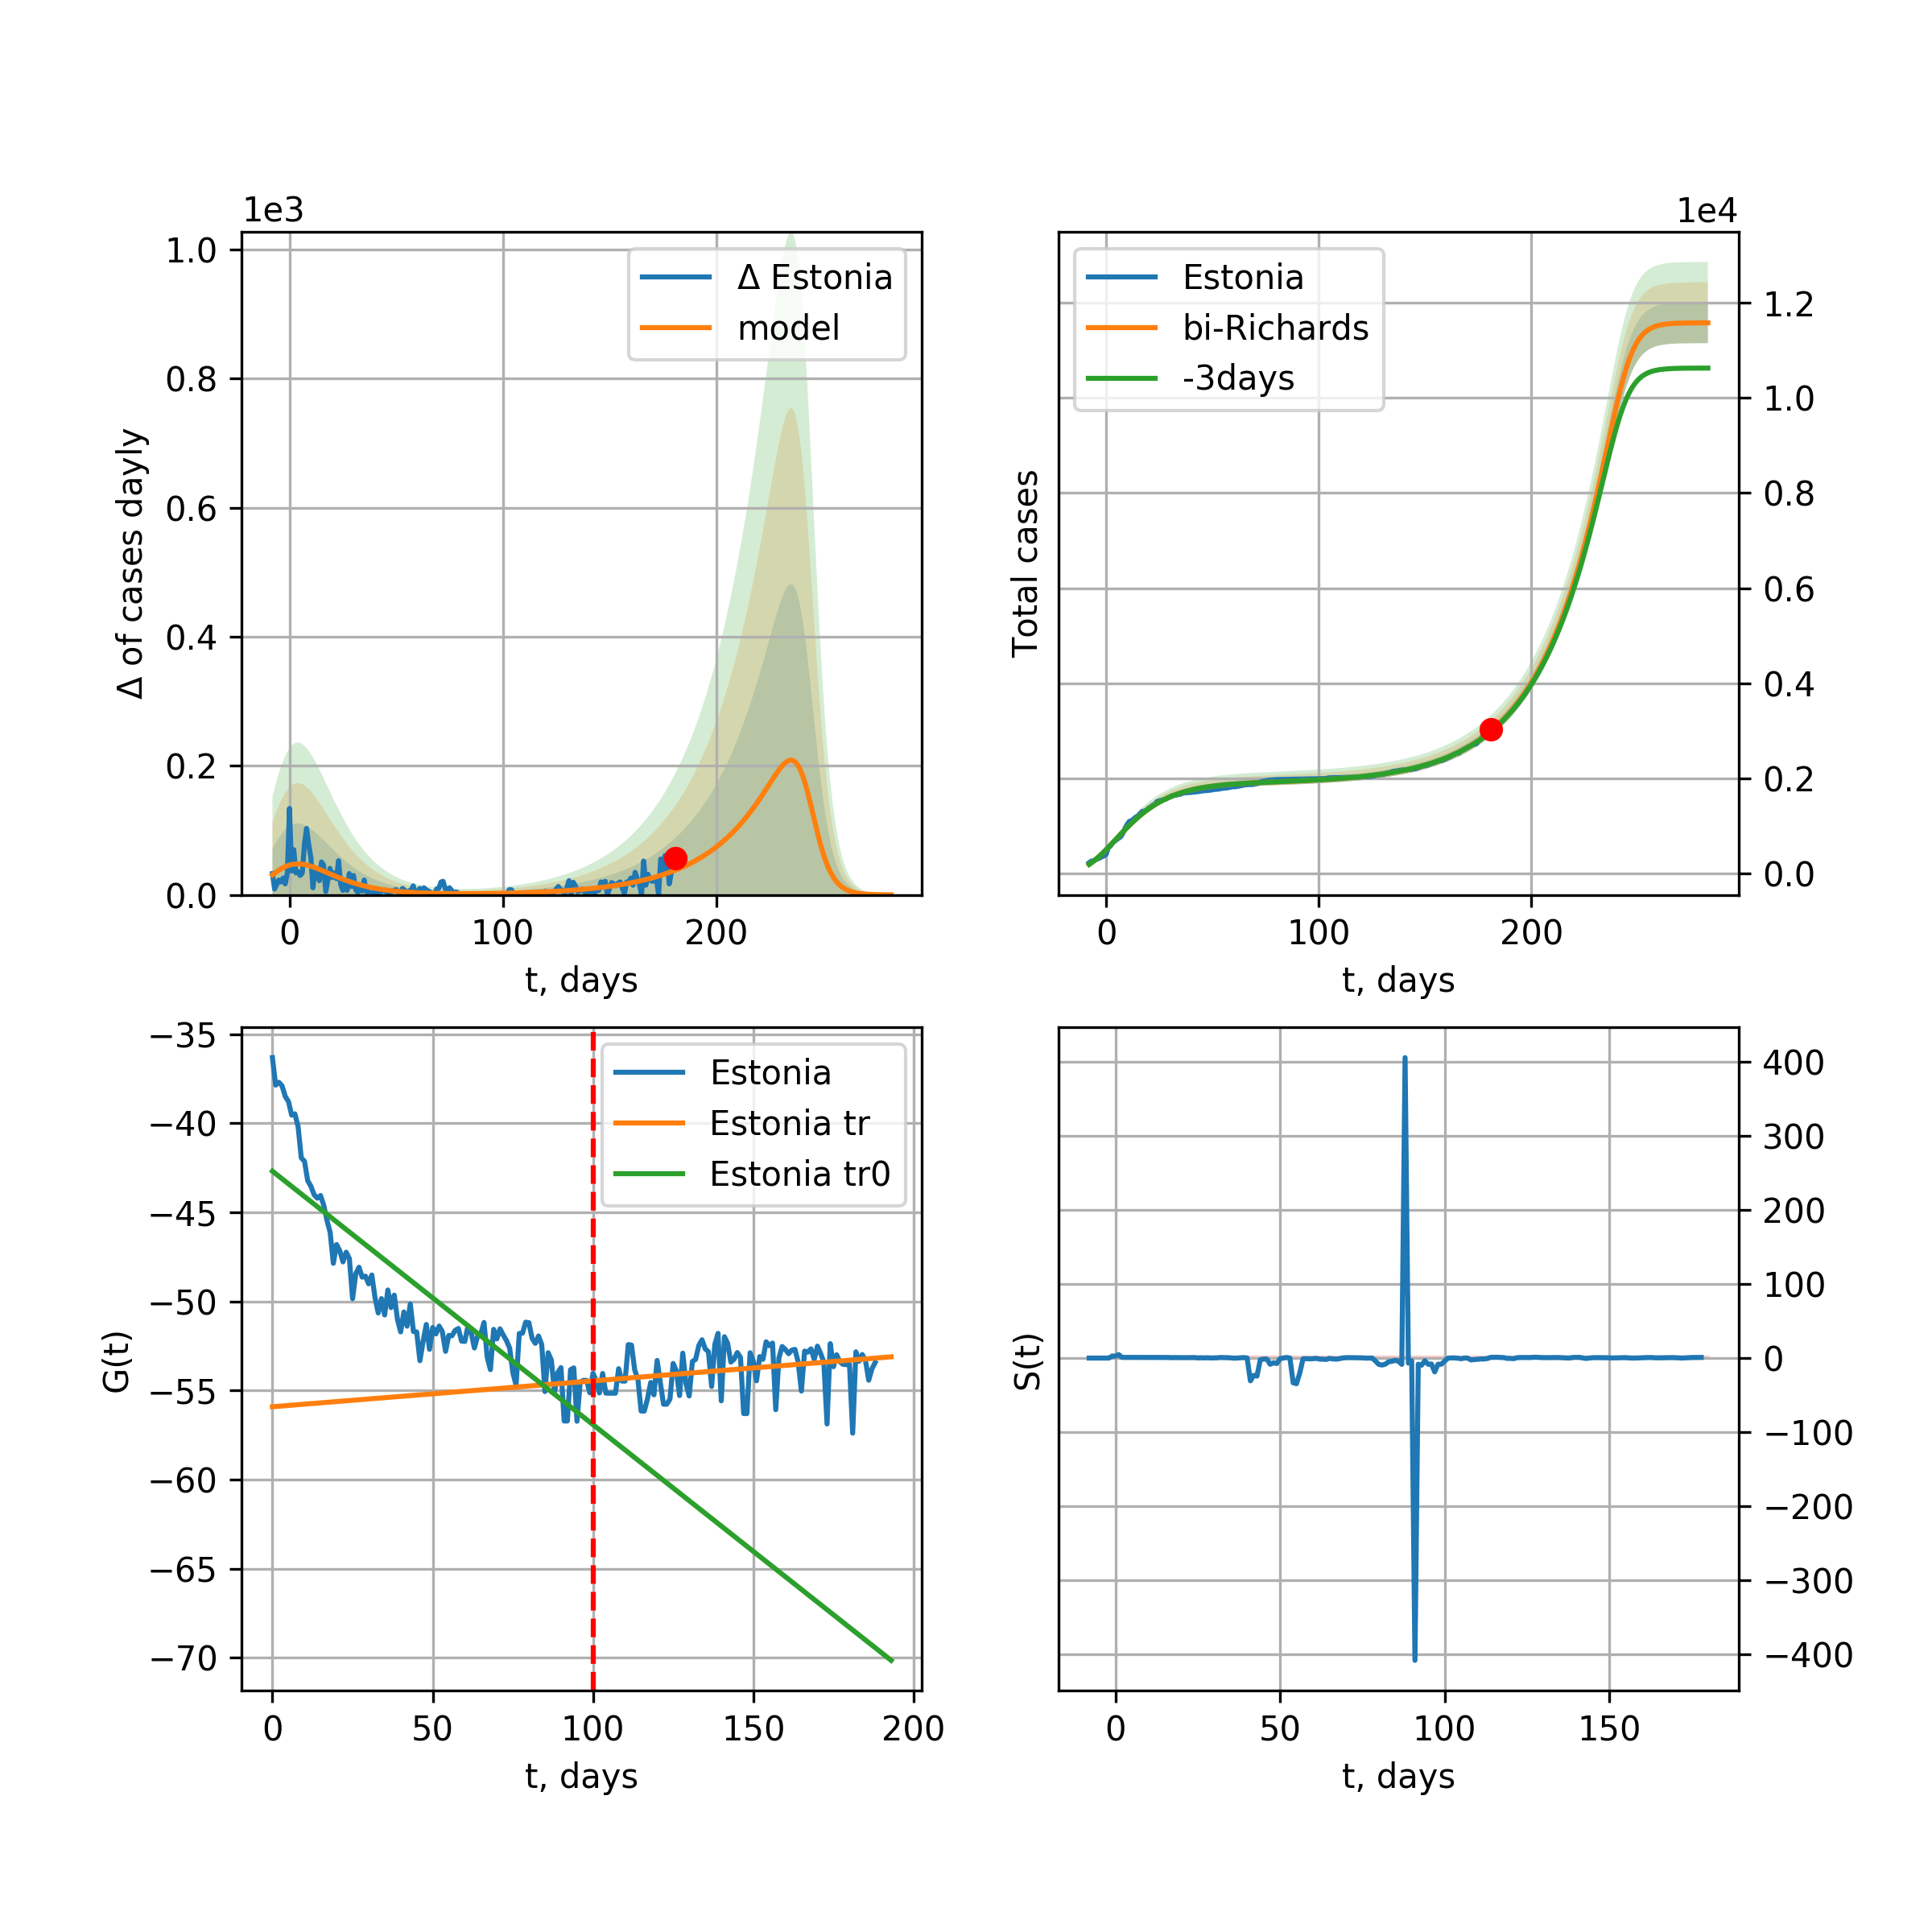 1e3
1.0
0.8
0.6
0.4
0.2
0.0
Δ of cases dayly
Δ Estonia
model
0
100
200
t, days
1e4
Estonia
bi-Richards
-3days
Total cases
1.2
1.0
0.8
0.6
0.4
0.2
0.0
0
100
200
t, days
−35
−40
−45
−50
−55
−60
−65
−70
G(t)
Estonia
Estonia tr
Estonia tr0
0
50
100
150
200
t, days
S(t)
400
300
200
100
0
−100
−200
−300
−400
0
50
100
150
t, days